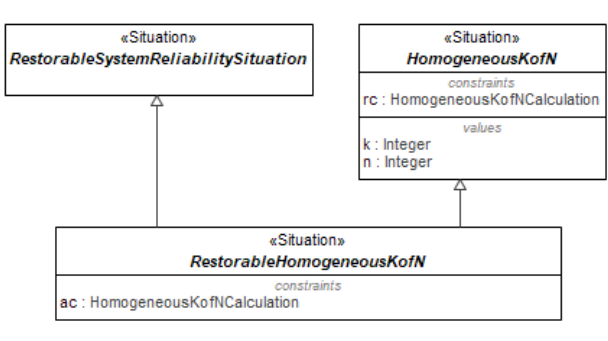 «Situation»
RestorableSystemReliabilitySituation
«Situation»
HomogeneousKofN
constraints
rc : HomogeneousKofNCalculation
values
k : Integer
n : Integer
«Situation»
RestorableHomogeneousKofN
constraints
ac : HomogeneousKofNCalculation